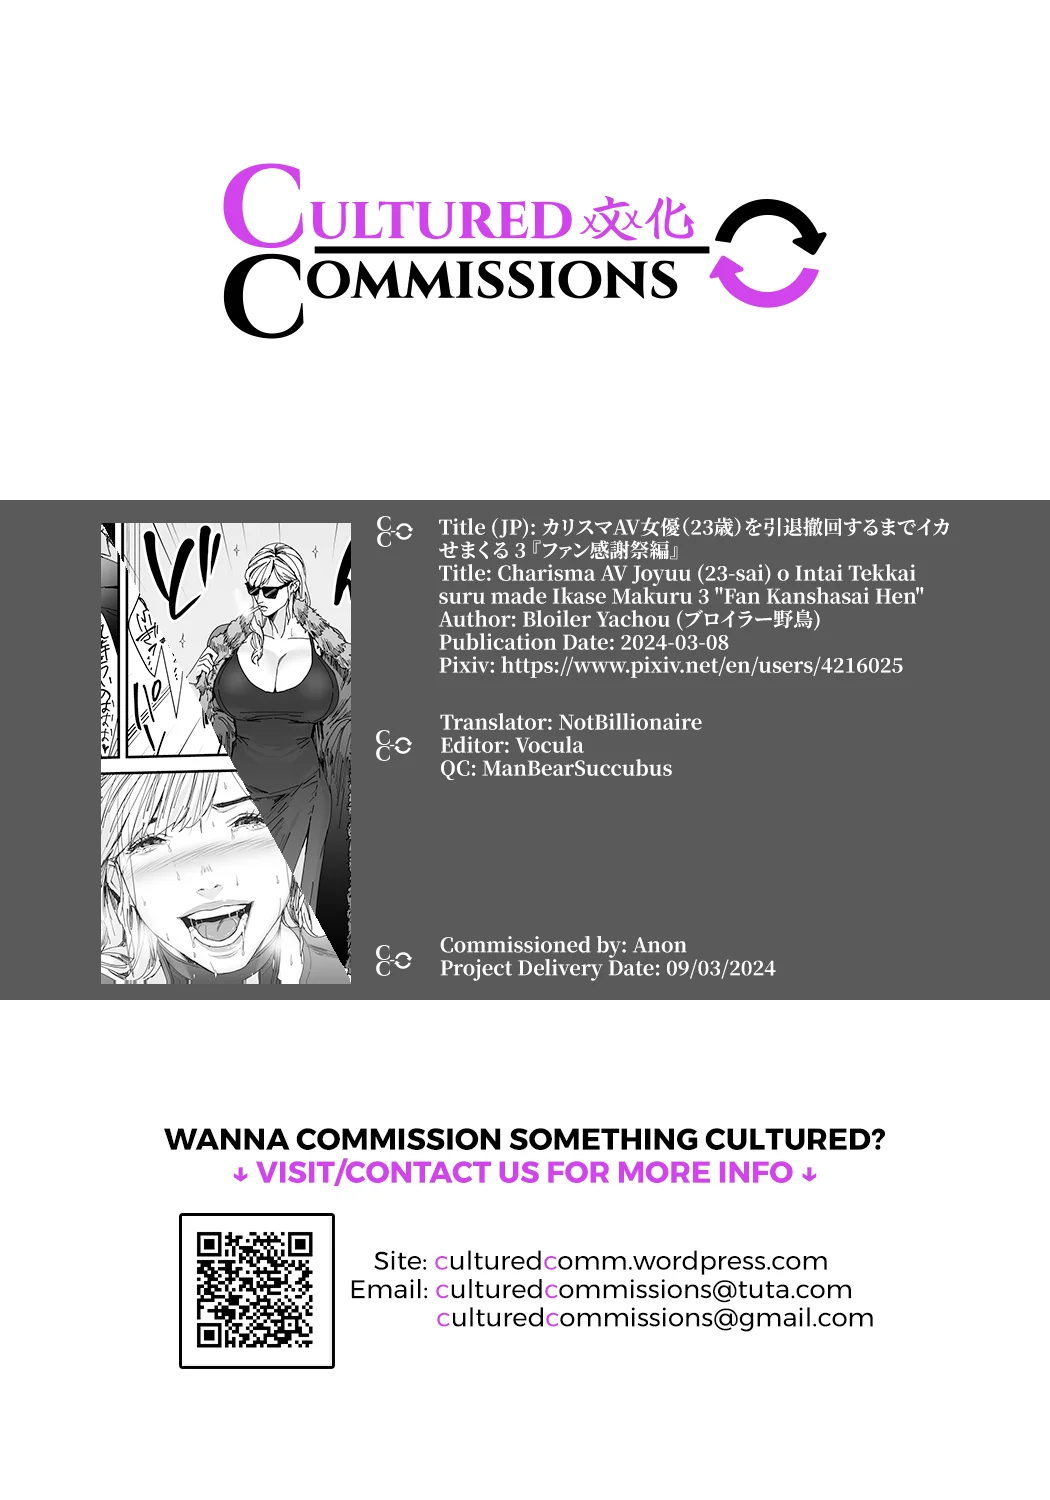 CULTURED 文化
COMMISSIONS
Title (JP): カリスマAV女優（23歳）を引退撤回するまでイカ
せまくる 3『ファン感謝祭編』
Title: Charisma AV Joyuu (23-sai) o Intai Tekkai
suru made Ikase Makuru 3 "Fan Kanshasai Hen"
Author: Bloiler Yachou (ブロイラー野鳥)
Publication Date: 2024-03-08
Pixiv: https://www.pixiv.net/en/users/4216025
Translator: NotBillionaire
Editor: Vocula
QC: ManBearSuccubus
Commissioned by: Anon
Project Delivery Date: 09/03/2024
WANNA COMMISSION SOMETHING CULTURED?
↓ VISIT/CONTACT US FOR MORE INFO ↓
Site: culturedcomm.wordpress.com
Email: culturedcommissions@tuta.com
culturedcommissions@gmail.com